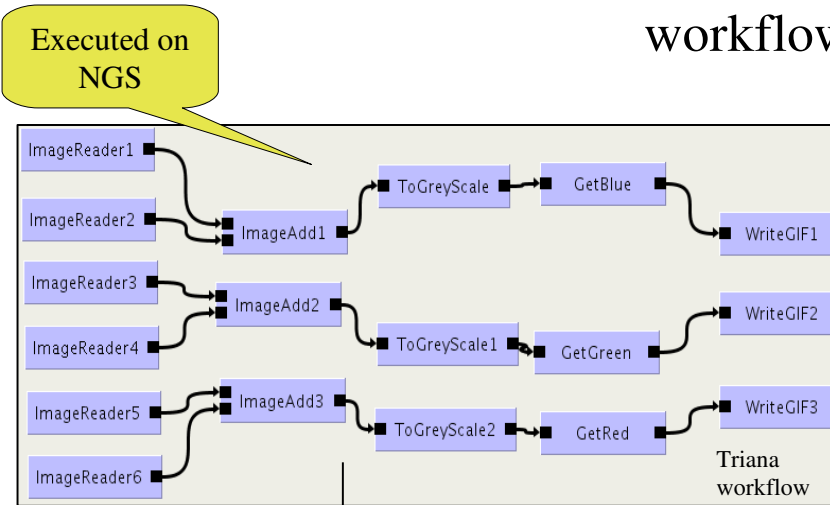 Executed on
NGS
workflow
ImageReader1
ToGreyScale
GetBlue
ImageReader2
ImageAdd1
WriteGIF1
ImageReader3
ImageAdd2
WriteGIF2
ImageReader4
ToGreyScale1
GetGreen
ImageReader5
ImageAdd3
WriteGIF3
ToGreyScale2
GetRed
ImageReader6
Triana
workflow